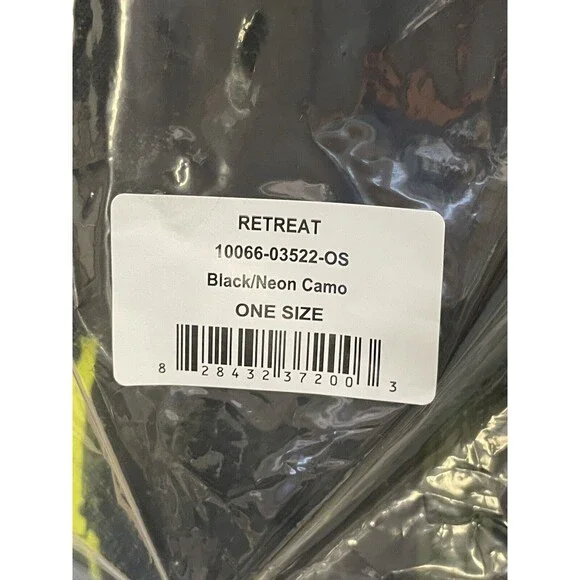 RETREAT
10066-03522-OS
Black/Neon Camo
ONE SIZE
8 28432 37200 3